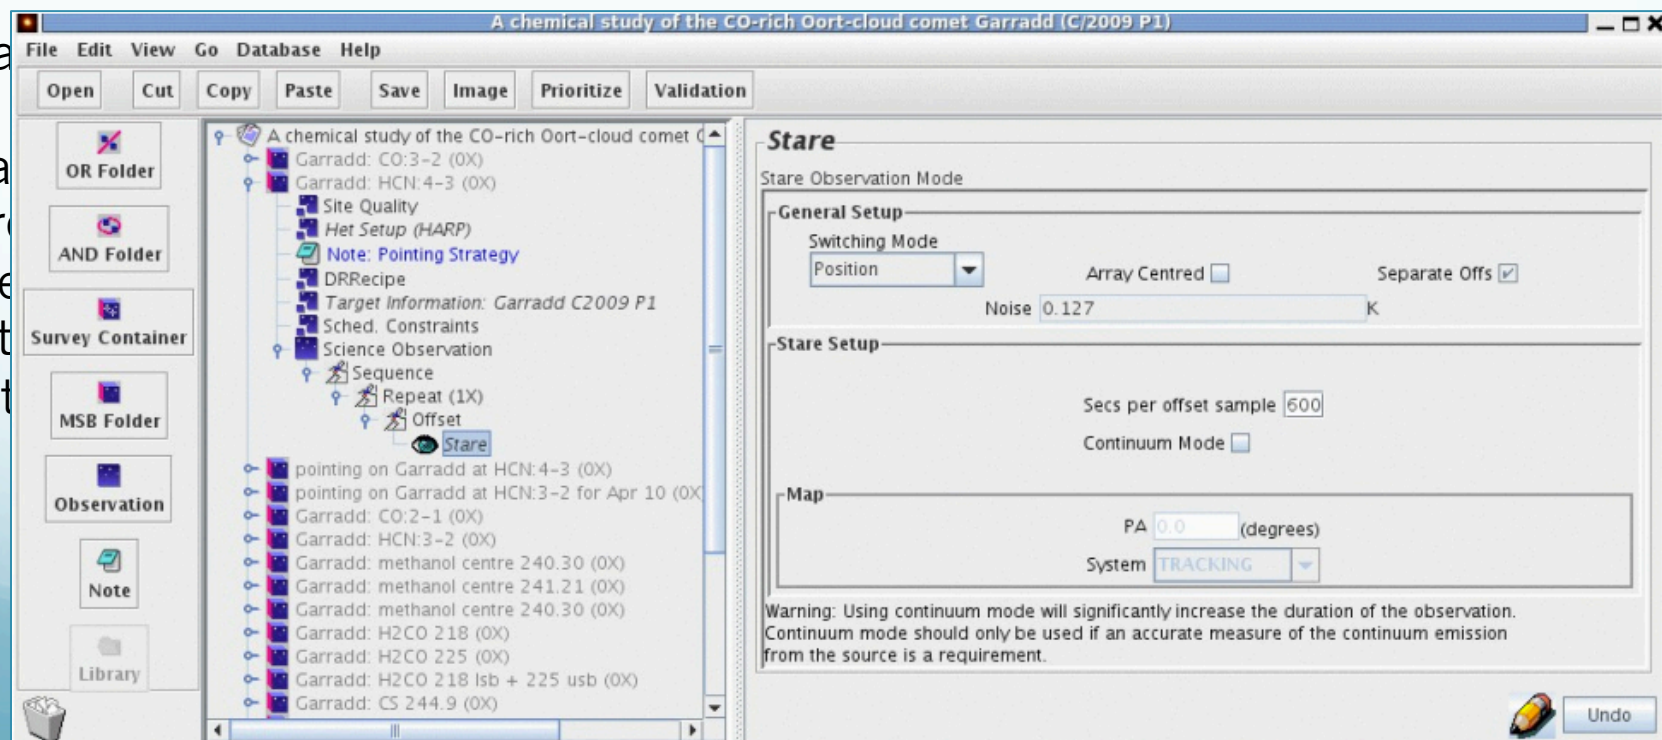 A chemical study of the CO-rich Oort-cloud comet Garradd (C/2009 P1)
File Edit View Go Database Help
Open Cut Copy Paste Save Image Prioritize Validation
OR Folder
AND Folder
Survey Container
MSB Folder
Observation
Note
Library
A chemical study of the CO-rich Oort-cloud comet
Garradd: CO:3-2 (0X)
Garradd: HCN:4-3 (0X)
Site Quality
Het Setup (HARP)
Note: Pointing Strategy
DRRecipe
Target Information: Garradd C2009 P1
Sched. Constraints
Science Observation
Sequence
Repeat (1X)
Offset
Stare
pointing on Garradd at HCN:4-3 (0X)
pointing on Garradd at HCN:3-2 for Apr 10 (0X
Garradd: CO:2-1 (0X)
Garradd: HCN:3-2 (0X)
Garradd: methanol centre 240.30 (0X)
Garradd: methanol centre 241.21 (0X)
Garradd: methanol centre 240.30 (0X)
Garradd: H2CO 218 (0X)
Garradd: H2CO 225 (0X)
Garradd: H2CO 218 lsb + 225 usb (0X)
Garradd: CS 244.9 (0X)
Stare
Stare Observation Mode
General Setup
Switching Mode
Position Array Centred Separate Offs
Noise 0.127 K
Stare Setup
Secs per offset sample 600
Continuum Mode
Map
PA 0.0 (degrees)
System TRACKING
Warning: Using continuum mode will significantly increase the duration of the observation.
Continuum mode should only be used if an accurate measure of the continuum emission
from the source is a requirement.
Undo